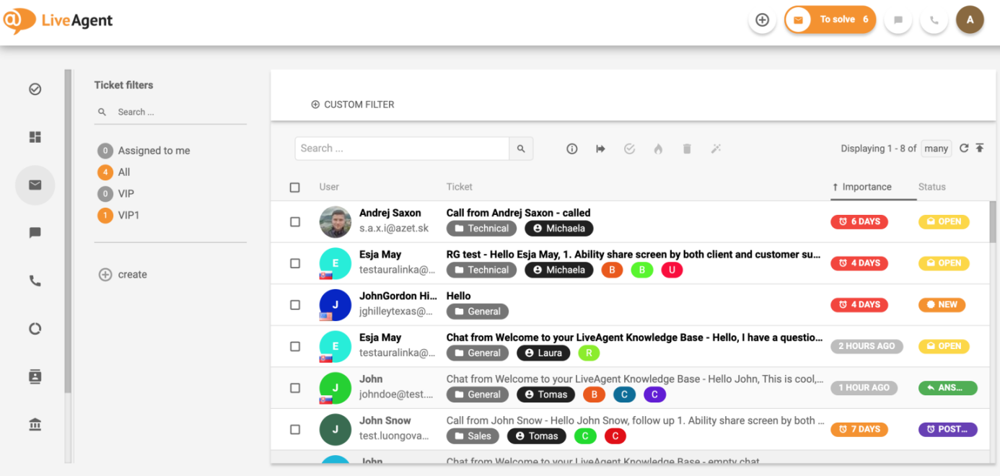 @ LiveAgent
To solve 6
A
Ticket filters
Search ...
0 Assigned to me
4 All
0 VIP
1 VIP1
create
CUSTOM FILTER
Search ...
Displaying 1 - 8 of many
User Ticket Importance Status
Andrej Saxon Call from Andrej Saxon - called 6 DAYS OPEN
s.a.x.i@azet.sk Technical Michaela
Esja May RG test - Hello Esja May, 1. Ability share screen by both client and customer su... 4 DAYS OPEN
E testauralinka@... Technical Michaela B B U
JohnGordon Hi... Hello 4 DAYS NEW
J jghilleytexas@... General
Esja May Chat from Welcome to your LiveAgent Knowledge Base - Hello, I have a questio... 2 HOURS AGO OPEN
E testauralinka@... General Laura R
John Chat from Welcome to your LiveAgent Knowledge Base - Hello John, This is cool,... 1 HOUR AGO ANS...
J johndoe@test.... General Tomas B C C
John Snow Call from John Snow - Hello John Snow, follow up 1. Ability share screen by both ... 7 DAYS POST...
J test.luongova... Sales Tomas C C
John Chat from Welcome to your LiveAgent Knowledge Base - empty chat